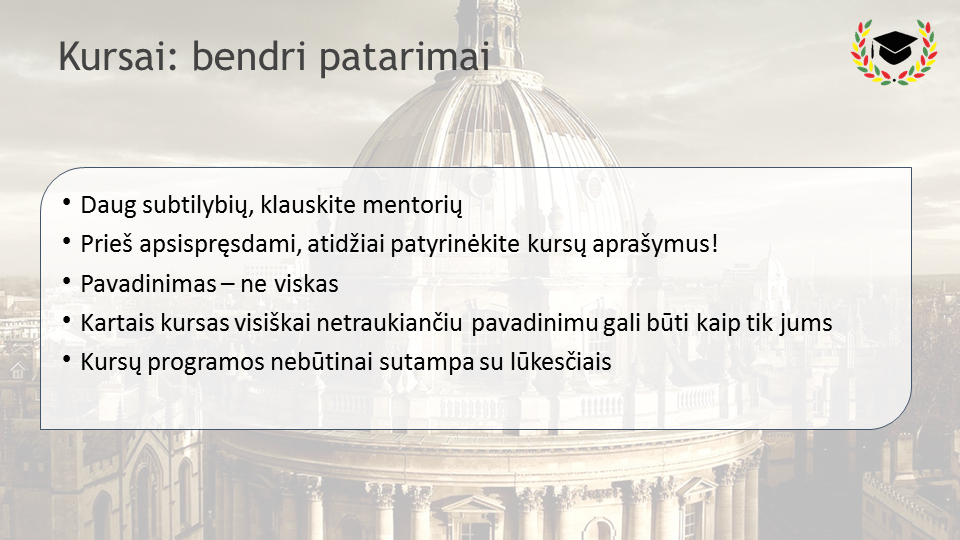 Kursai: bendri patarimai
• Daug subtilybių, klauskite mentorių
• Prieš apsispręsdami, atidžiai patyrinėkite kursų aprašymus!
• Pavadinimas – ne viskas
• Kartais kursas visiškai netraukiančiu pavadinimu gali būti kaip tik jums
• Kursų programos nebūtinai sutampa su lūkesčiais